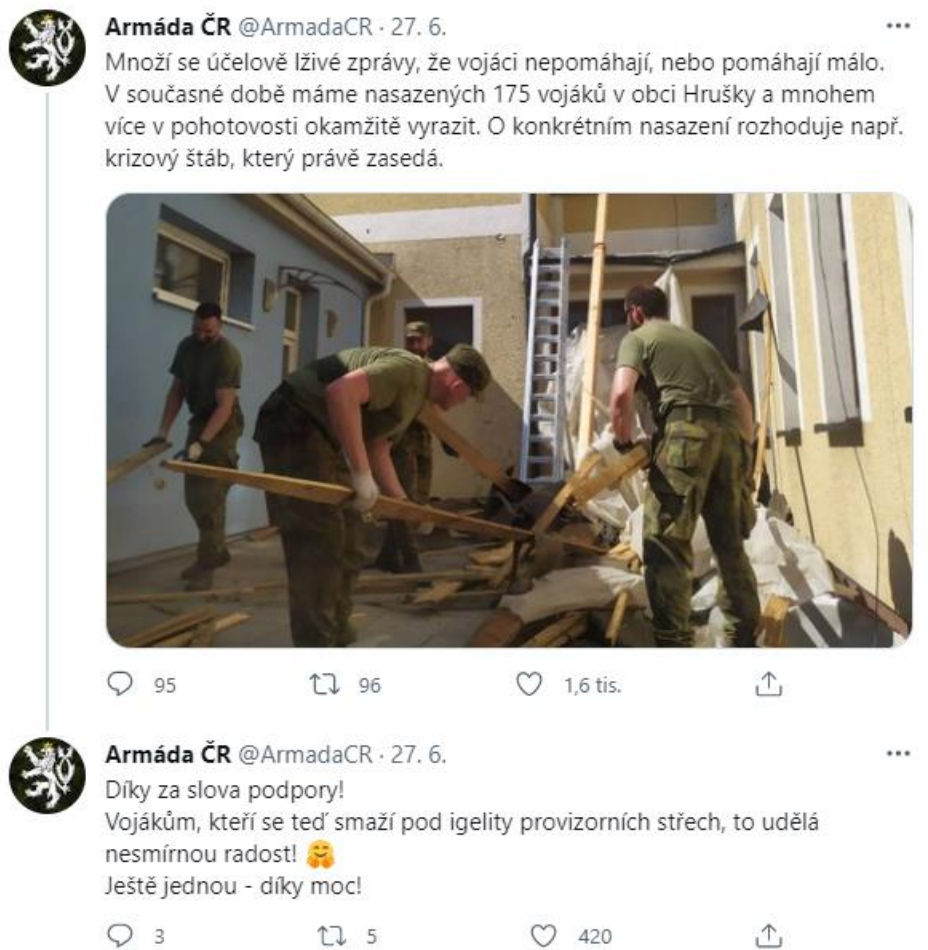 Armáda ČR @ArmadaCR · 27. 6.
Množí se účelově lživé zprávy, že vojáci nepomáhají, nebo pomáhají málo.
V současné době máme nasazených 175 vojáků v obci Hrušky a mnohem
více v pohotovosti okamžitě vyrazit. O konkrétním nasazení rozhoduje např.
krizový štáb, který právě zasedá.
95 96 1,6 tis.
Armáda ČR @ArmadaCR · 27. 6.
Díky za slova podpory!
Vojákům, kteří se teď smaží pod igelity provizorních střech, to udělá
nesmírnou radost! 🤗
Ještě jednou - díky moc!
3 5 420